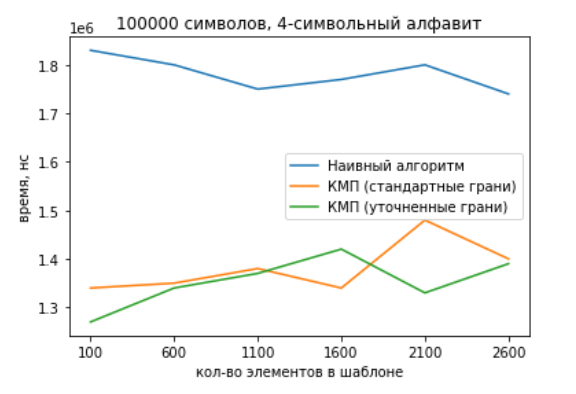 100000 символов, 4-символьный алфавит
1e6
1.8
1.7
1.6
1.5
1.4
1.3
время, нс
Наивный алгоритм
КМП (стандартные грани)
КМП (уточненные грани)
100 600 1100 1600 2100 2600
кол-во элементов в шаблоне